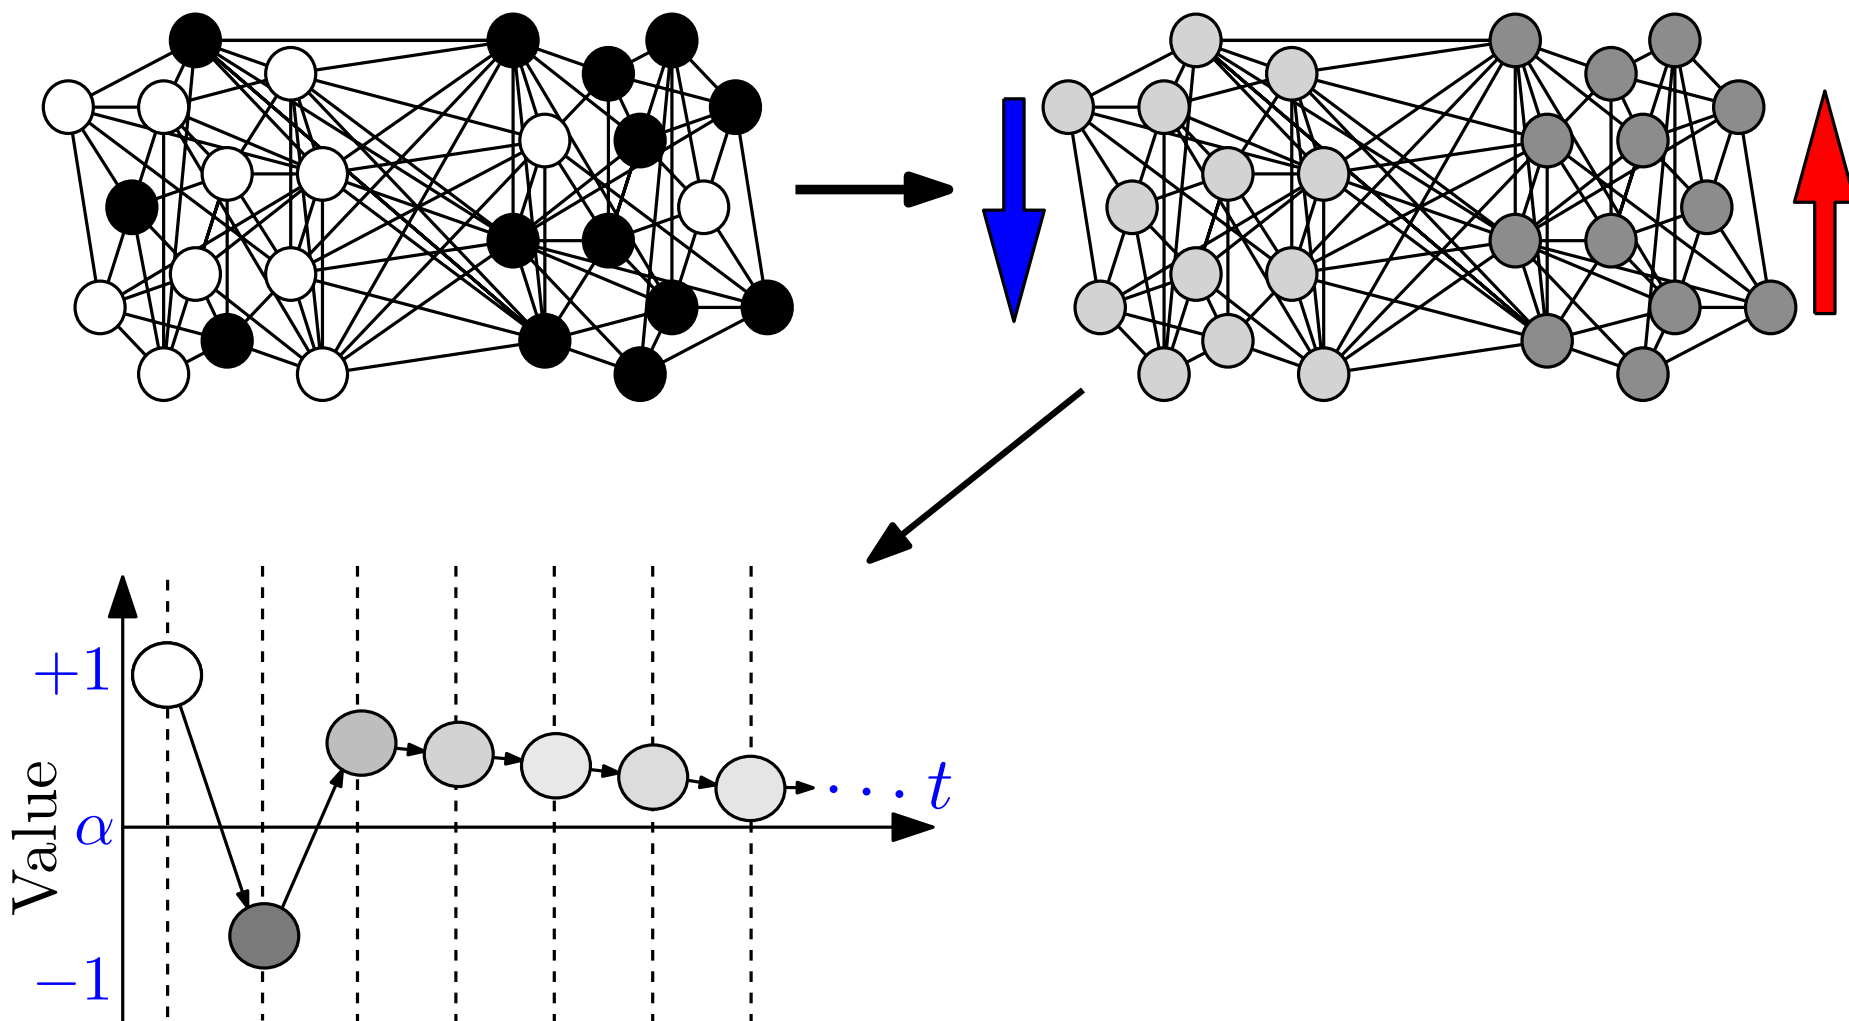 +1
Value
α
−1
. . . t